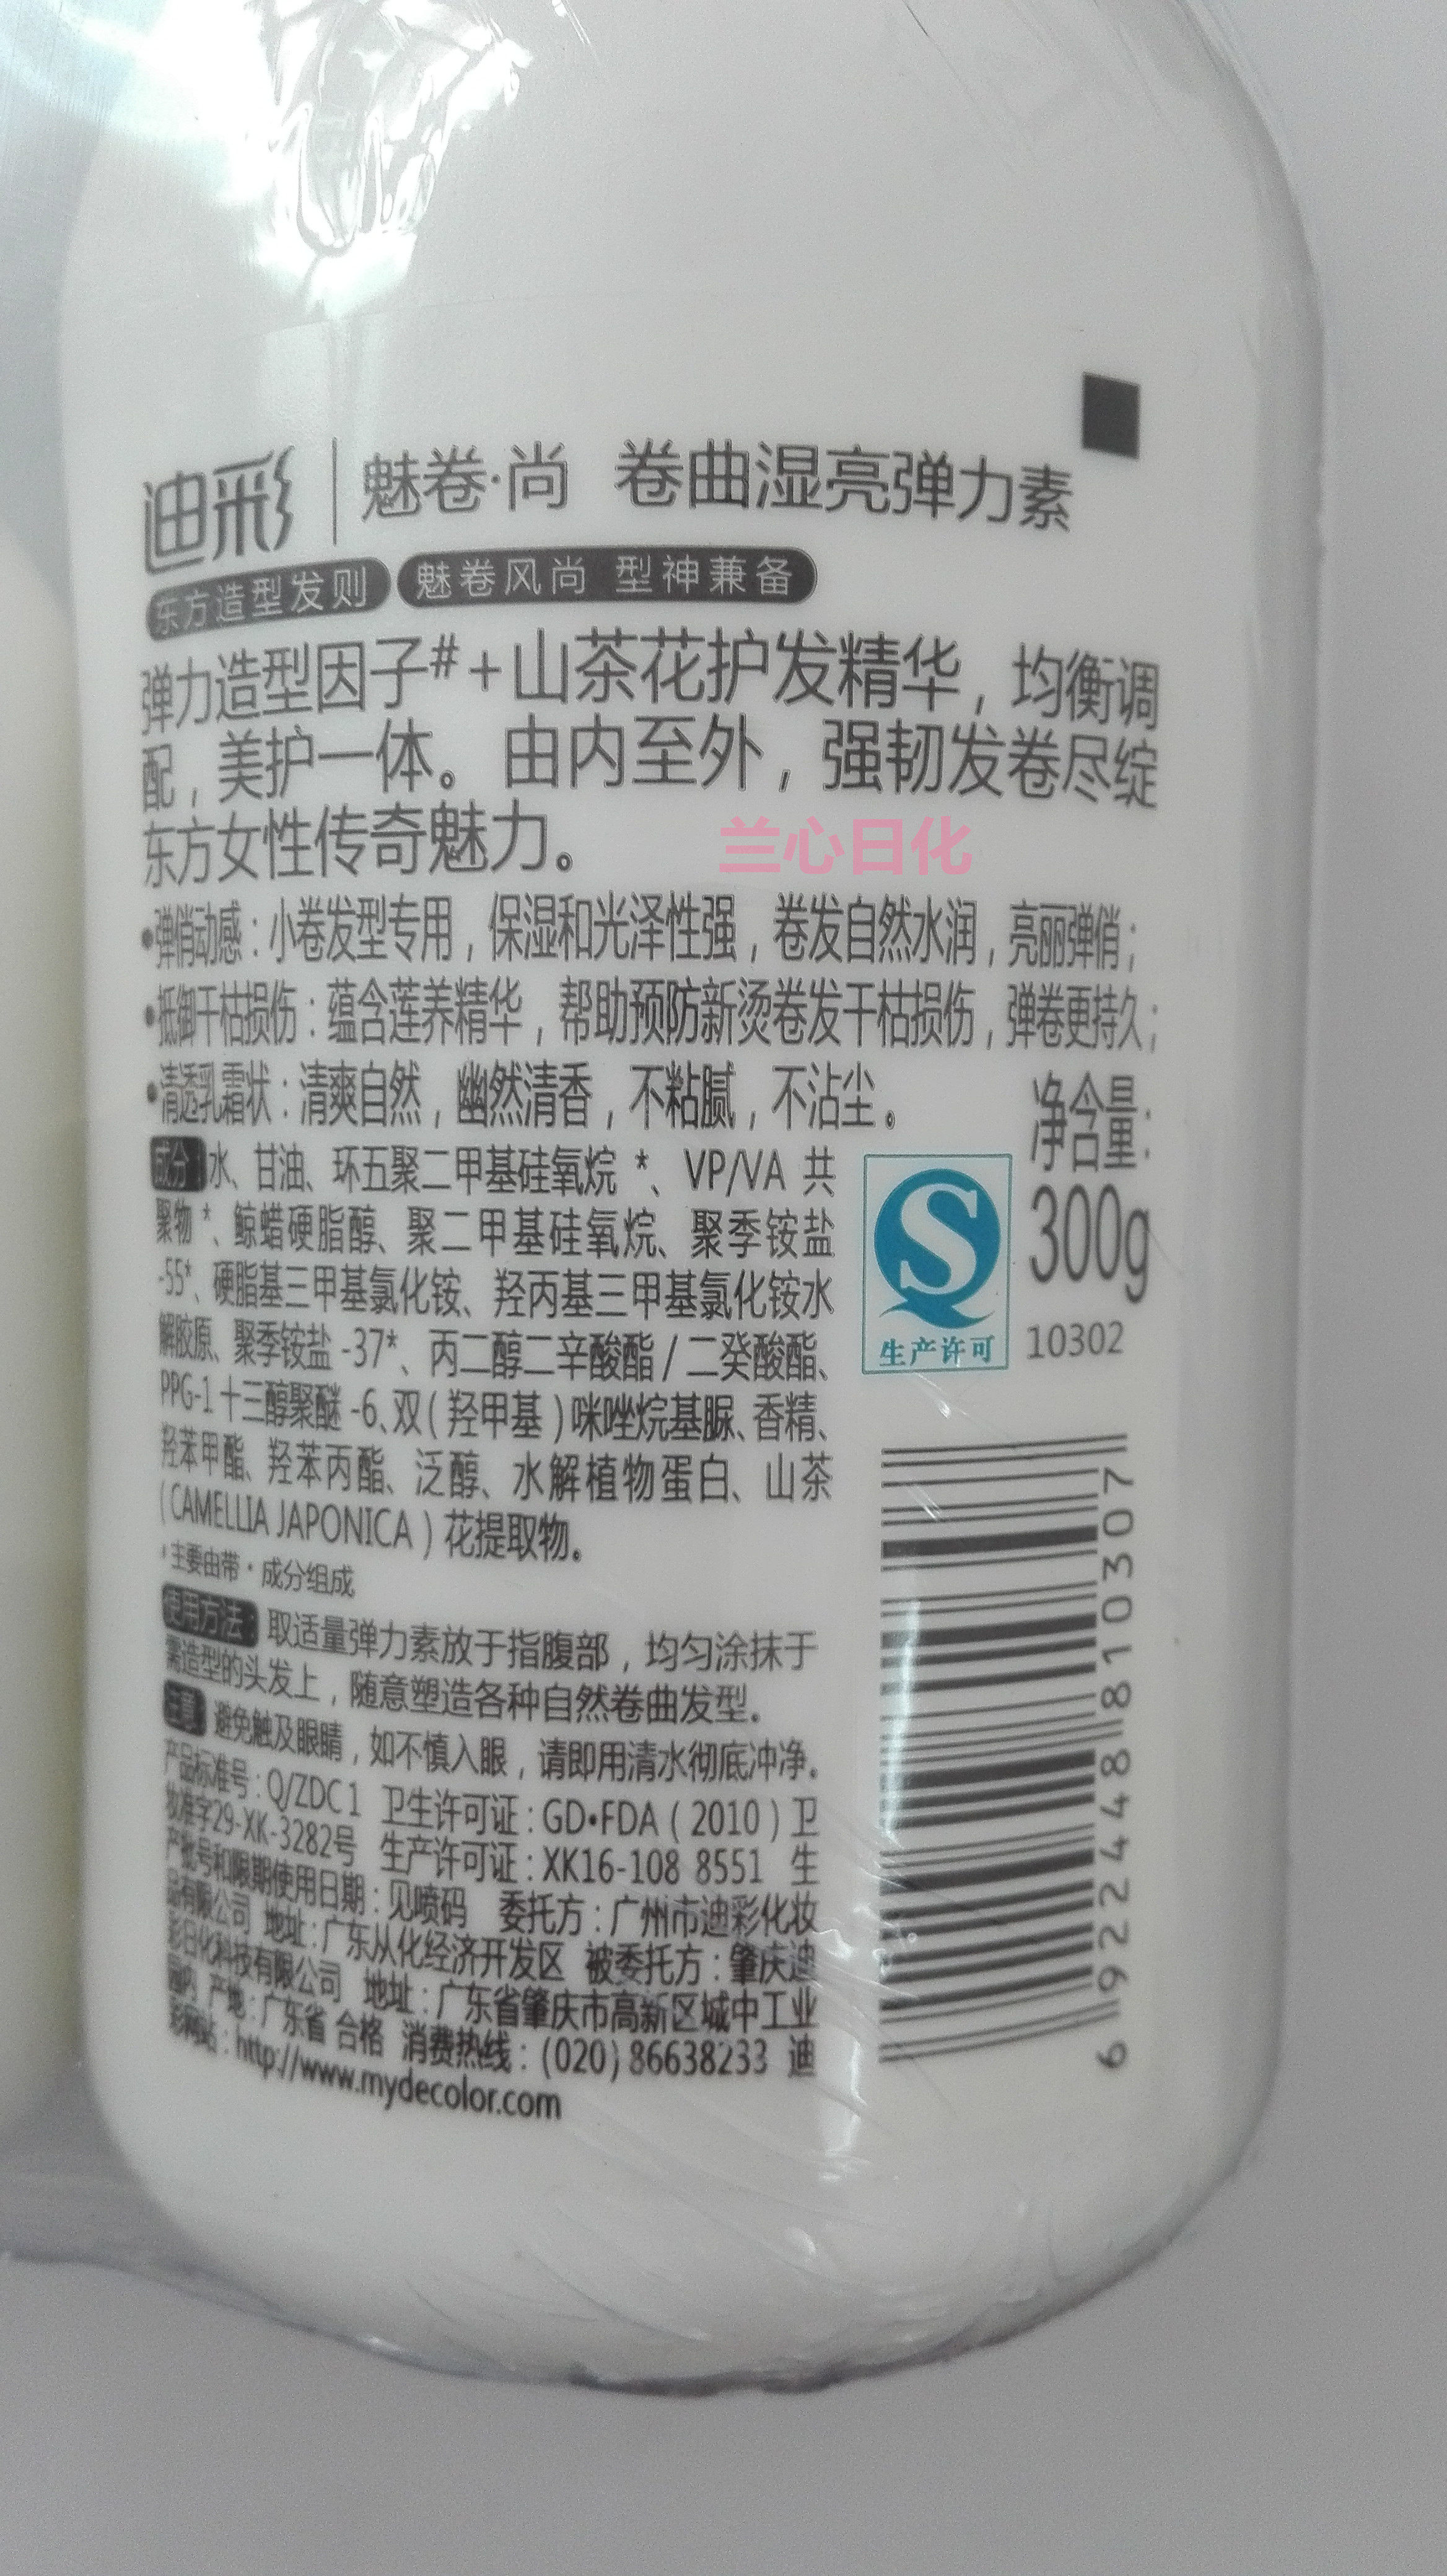 迪彩 魅卷·尚 卷曲湿亮弹力素
东方造型发则 魅卷风尚 型神兼备
弹力造型因子#+山茶花护发精华，均衡调
配，美护一体。由内至外，强韧发卷尽绽
东方女性传奇魅力。
兰心日化
•弹俏动感：小卷发型专用，保湿和光泽性强，卷发自然水润，亮丽弹俏；
•抵御干枯损伤：蕴含莲养精华，帮助预防新烫卷发干枯损伤，弹卷更持久；
•清透乳霜状：清爽自然，幽然清香，不粘腻，不沾尘。
净含量：
300g
10302
生产许可
成分 水、甘油、环五聚二甲基硅氧烷 *、VP/VA 共
聚物 *、鲸蜡硬脂醇、聚二甲基硅氧烷、聚季铵盐
-55*、硬脂基三甲基氯化铵、羟丙基三甲基氯化铵水
解胶原、聚季铵盐 -37*、丙二醇二辛酸酯 / 二癸酸酯、
PPG-1 十三醇聚醚 -6、双( 羟甲基 ) 咪唑烷基脲、香精、
羟苯甲酯、羟苯丙酯、泛醇、水解植物蛋白、山茶
( CAMELLIA JAPONICA ) 花提取物。
*主要由带 * 成分组成
使用方法：取适量弹力素放于指腹部，均匀涂抹于
需造型的头发上，随意塑造各种自然卷曲发型。
注意 避免触及眼睛，如不慎入眼，请即用清水彻底冲净。
产品标准号：Q/ZDC 1 卫生许可证：GD•FDA ( 2010 ) 卫
妆准字29-XK-3282号 生产许可证：XK16-108 8551 生
产批号和限期使用日期：见喷码 委托方：广州市迪彩化妆
品有限公司 地址：广东从化经济开发区 被委托方：肇庆迪
彩日化科技有限公司 地址：广东省肇庆市高新区城中工业
园内 产地：广东省 合格 消费热线：(020) 86638233 迪
彩网站：http://www.mydecolor.com
6922448810307